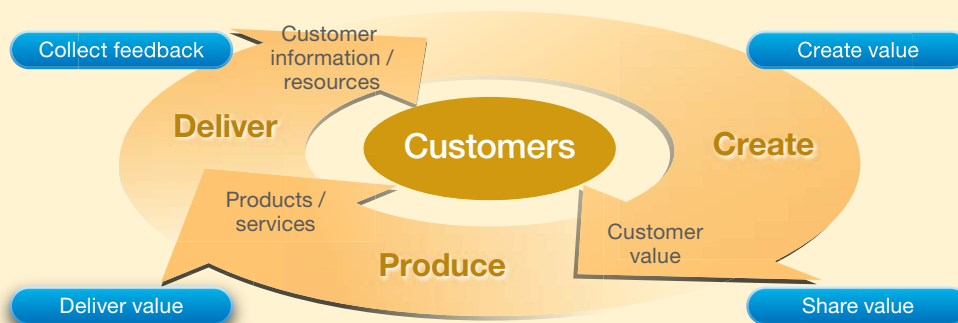 Collect feedback
Customer
information /
resources
Create value
Deliver
Customers
Create
Products /
services
Customer
value
Produce
Deliver value
Share value